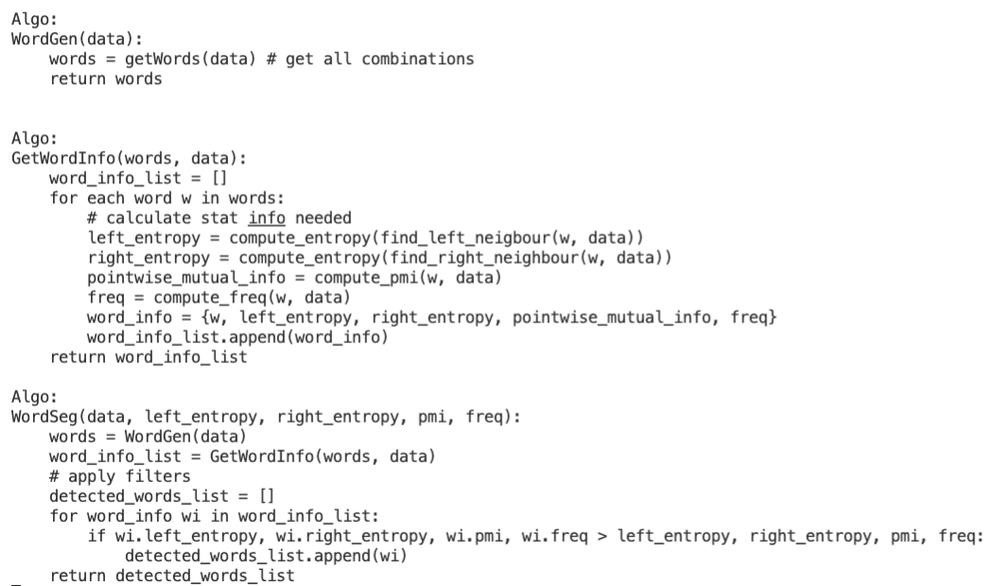 Algo:
WordGen(data):
    words = getWords(data) # get all combinations
    return words
Algo:
GetWordInfo(words, data):
    word_info_list = []
    for each word w in words:
        # calculate stat info needed
        left_entropy = compute_entropy(find_left_neigbour(w, data))
        right_entropy = compute_entropy(find_right_neighbour(w, data))
        pointwise_mutual_info = compute_pmi(w, data)
        freq = compute_freq(w, data)
        word_info = {w, left_entropy, right_entropy, pointwise_mutual_info, freq}
        word_info_list.append(word_info)
    return word_info_list
Algo:
WordSeg(data, left_entropy, right_entropy, pmi, freq):
    words = WordGen(data)
    word_info_list = GetWordInfo(words, data)
    # apply filters
    detected_words_list = []
    for word_info wi in word_info_list:
        if wi.left_entropy, wi.right_entropy, wi.pmi, wi.freq > left_entropy, right_entropy, pmi, freq:
            detected_words_list.append(wi)
    return detected_words_list